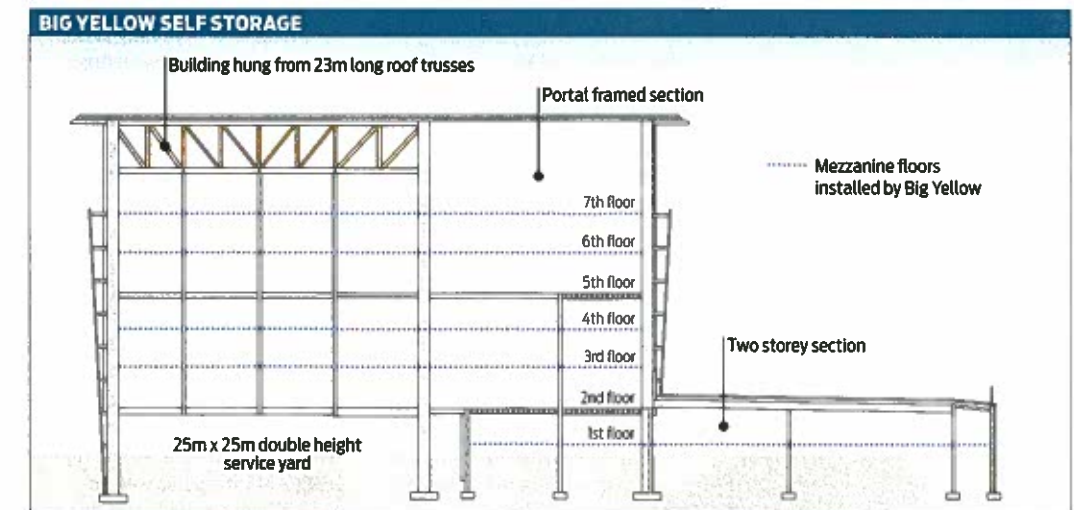 BIG YELLOW SELF STORAGE
Building hung from 23m long roof trusses
Portal framed section
Mezzanine floors
installed by Big Yellow
7th floor
6th floor
5th floor
4th floor
3rd floor
Two storey section
2nd floor
1st floor
25m x 25m double height
service yard